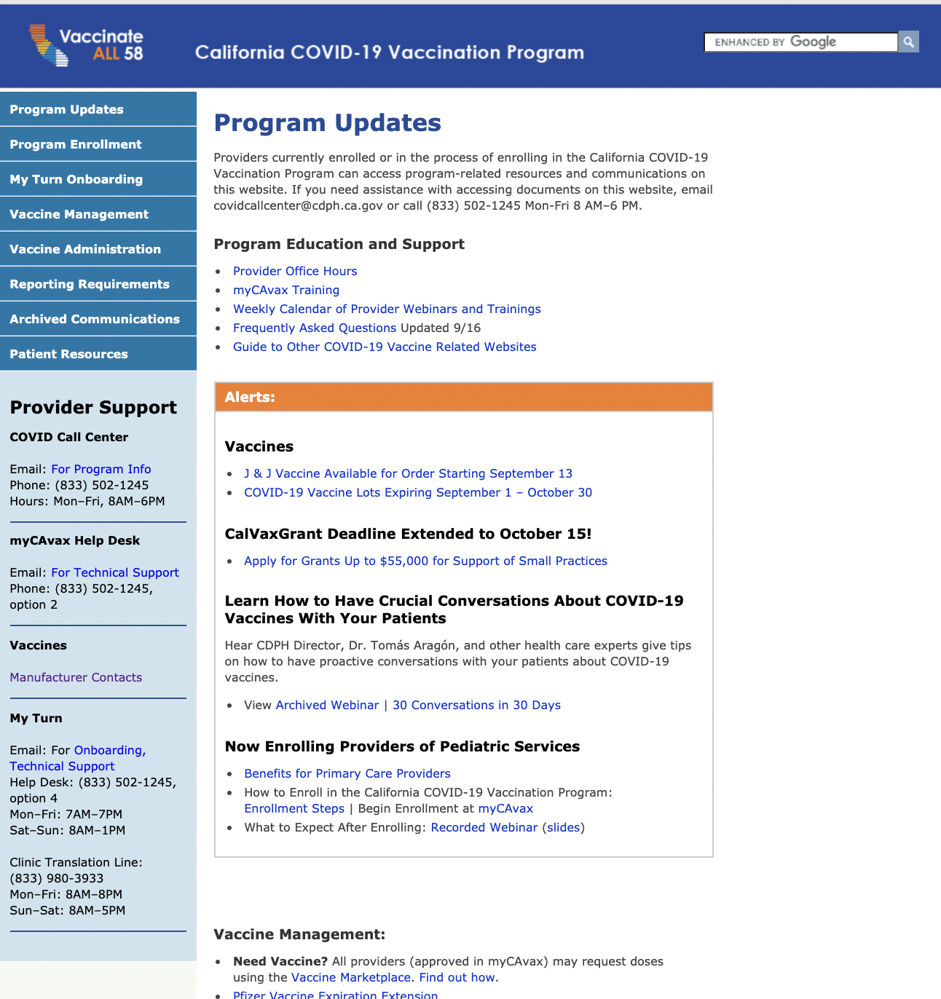 Vaccinate
ALL 58
California COVID-19 Vaccination Program
ENHANCED BY Google
Program Updates
Program Enrollment
My Turn Onboarding
Vaccine Management
Vaccine Administration
Reporting Requirements
Archived Communications
Patient Resources
Provider Support
COVID Call Center
Email: For Program Info
Phone: (833) 502-1245
Hours: Mon–Fri, 8AM–6PM
myCAvax Help Desk
Email: For Technical Support
Phone: (833) 502-1245,
option 2
Vaccines
Manufacturer Contacts
My Turn
Email: For Onboarding,
Technical Support
Help Desk: (833) 502-1245,
option 4
Mon–Fri: 7AM–7PM
Sat–Sun: 8AM–1PM
Clinic Translation Line:
(833) 980-3933
Mon–Fri: 8AM–8PM
Sun–Sat: 8AM–5PM
Program Updates
Providers currently enrolled or in the process of enrolling in the California COVID-19
Vaccination Program can access program-related resources and communications on
this website. If you need assistance with accessing documents on this website, email
covidcallcenter@cdph.ca.gov or call (833) 502-1245 Mon-Fri 8 AM–6 PM.
Program Education and Support
• Provider Office Hours
• myCAvax Training
• Weekly Calendar of Provider Webinars and Trainings
• Frequently Asked Questions Updated 9/16
• Guide to Other COVID-19 Vaccine Related Websites
Alerts:
Vaccines
• J & J Vaccine Available for Order Starting September 13
• COVID-19 Vaccine Lots Expiring September 1 – October 30
CalVaxGrant Deadline Extended to October 15!
• Apply for Grants Up to $55,000 for Support of Small Practices
Learn How to Have Crucial Conversations About COVID-19
Vaccines With Your Patients
Hear CDPH Director, Dr. Tomás Aragón, and other health care experts give tips
on how to have proactive conversations with your patients about COVID-19
vaccines.
• View Archived Webinar | 30 Conversations in 30 Days
Now Enrolling Providers of Pediatric Services
• Benefits for Primary Care Providers
• How to Enroll in the California COVID-19 Vaccination Program:
Enrollment Steps | Begin Enrollment at myCAvax
• What to Expect After Enrolling: Recorded Webinar (slides)
Vaccine Management:
• Need Vaccine? All providers (approved in myCAvax) may request doses
using the Vaccine Marketplace. Find out how.
• Pfizer Vaccine Expiration Extension